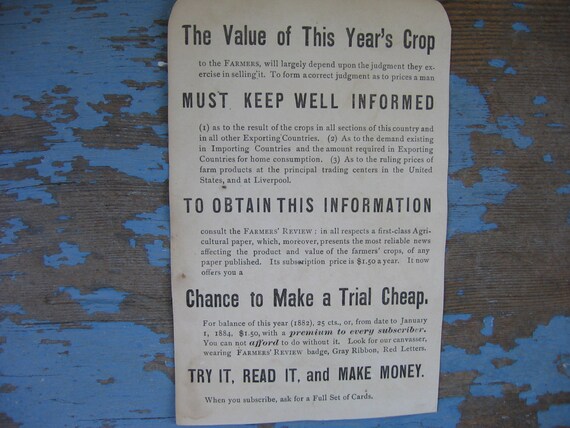 The Value of This Year's Crop
to the FARMERS, will largely depend upon the judgment they ex-
ercise in selling it. To form a correct judgment as to prices a man
MUST KEEP WELL INFORMED
(1) as to the result of the crops in all sections of this country and
in all other Exporting Countries. (2) As to the demand existing
in Importing Countries and the amount required in Exporting
Countries for home consumption. (3) As to the ruling prices of
farm products at the principal trading centers in the United
States, and at Liverpool.
TO OBTAIN THIS INFORMATION
consult the FARMERS' REVIEW: in all respects a first-class Agri-
cultural paper, which, moreover, presents the most reliable news
affecting the product and value of the farmers' crops, of any
paper published. Its subscription price is $1.50 a year. It now
offers you a
Chance to Make a Trial Cheap.
For balance of this year (1882), 25 cts., or, from date to January
1, 1884, $1.50, with a premium to every subscriber.
You can not afford to do without it. Look for our canvasser,
wearing FARMERS' REVIEW badge, Gray Ribbon, Red Letters.
TRY IT, READ IT, and MAKE MONEY.
When you subscribe, ask for a Full Set of Cards.